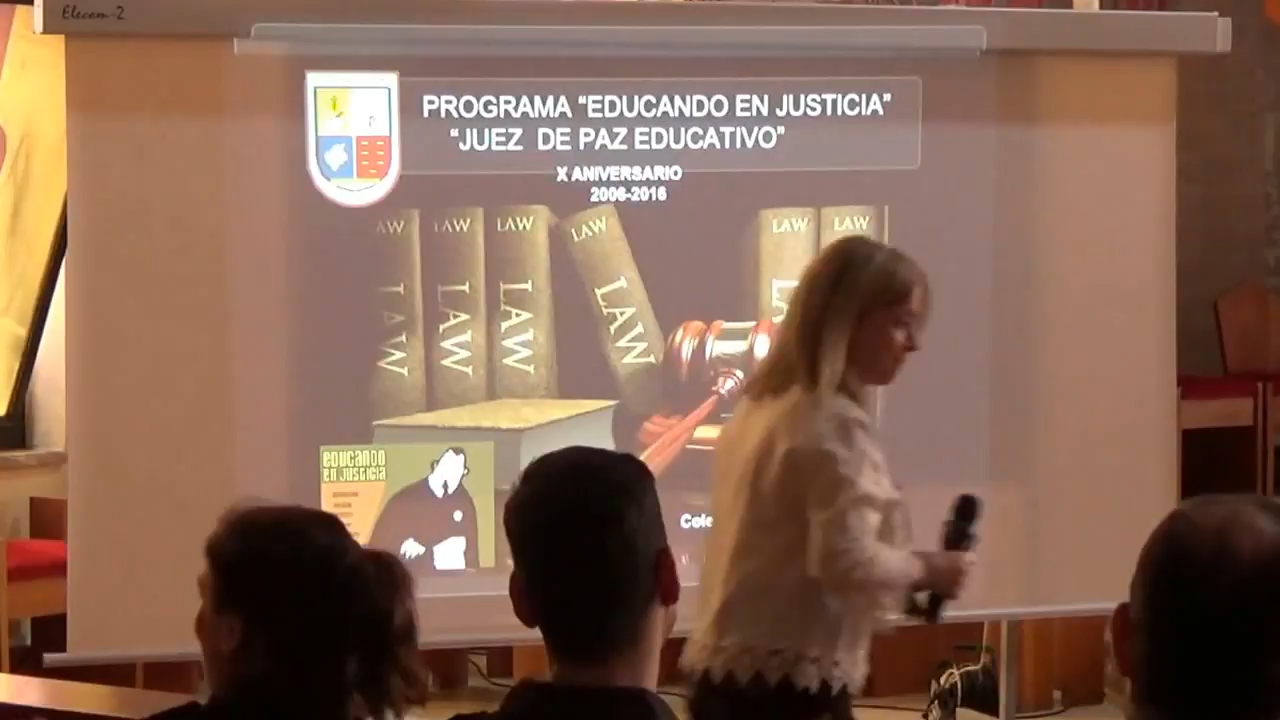 Elecom-2
PROGRAMA “EDUCANDO EN JUSTICIA”
“JUEZ DE PAZ EDUCATIVO”
X ANIVERSARIO
2006-2016
AW LAW LAW LAW LAW LAW
LAW LAW LAW LAW
EDUCANDO
EN JUSTICIA